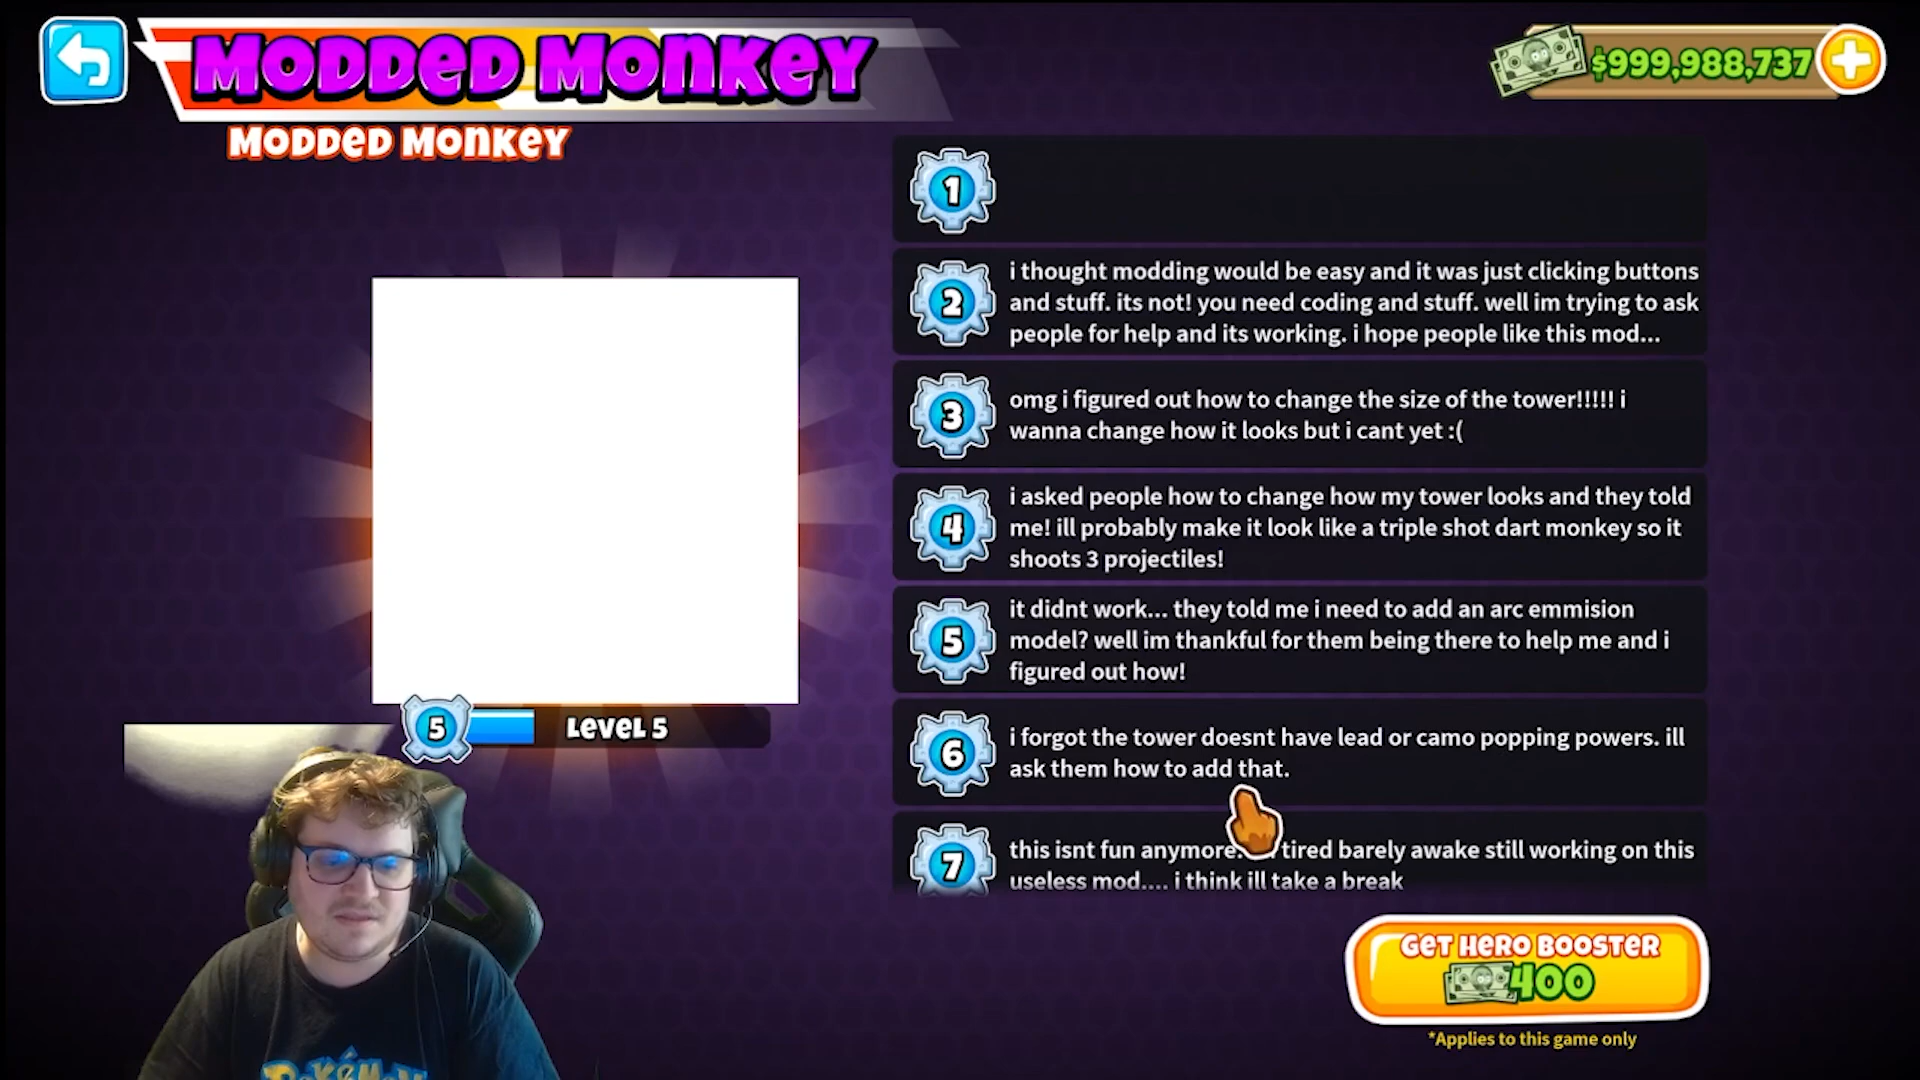 Modded Monkey
Modded Monkey
$999,988,737
1
2
i thought modding would be easy and it was just clicking buttons
and stuff. its not! you need coding and stuff. well im trying to ask
people for help and its working. i hope people like this mod...
3
omg i figured out how to change the size of the tower!!!!! i
wanna change how it looks but i cant yet :(
4
i asked people how to change how my tower looks and they told
me! ill probably make it look like a triple shot dart monkey so it
shoots 3 projectiles!
5
it didnt work... they told me i need to add an arc emmision
model? well im thankful for them being there to help me and i
figured out how!
6
i forgot the tower doesnt have lead or camo popping powers. ill
ask them how to add that.
7
this isnt fun anymore. tired barely awake still working on this
useless mod.... i think ill take a break
5
Level 5
Get Hero Booster
400
*Applies to this game only
Pokémon